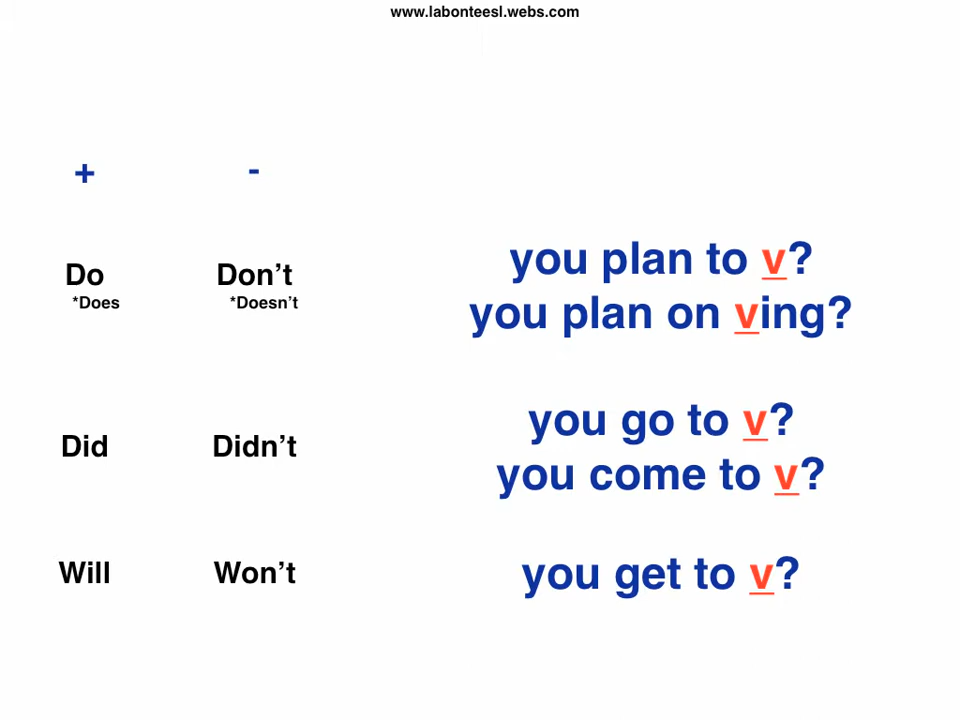 www.labonteesl.webs.com
+ -
Do Don't you plan to v?
*Does *Doesn't
you plan on ving?
you go to v?
Did Didn't
you come to v?
Will Won't you get to v?